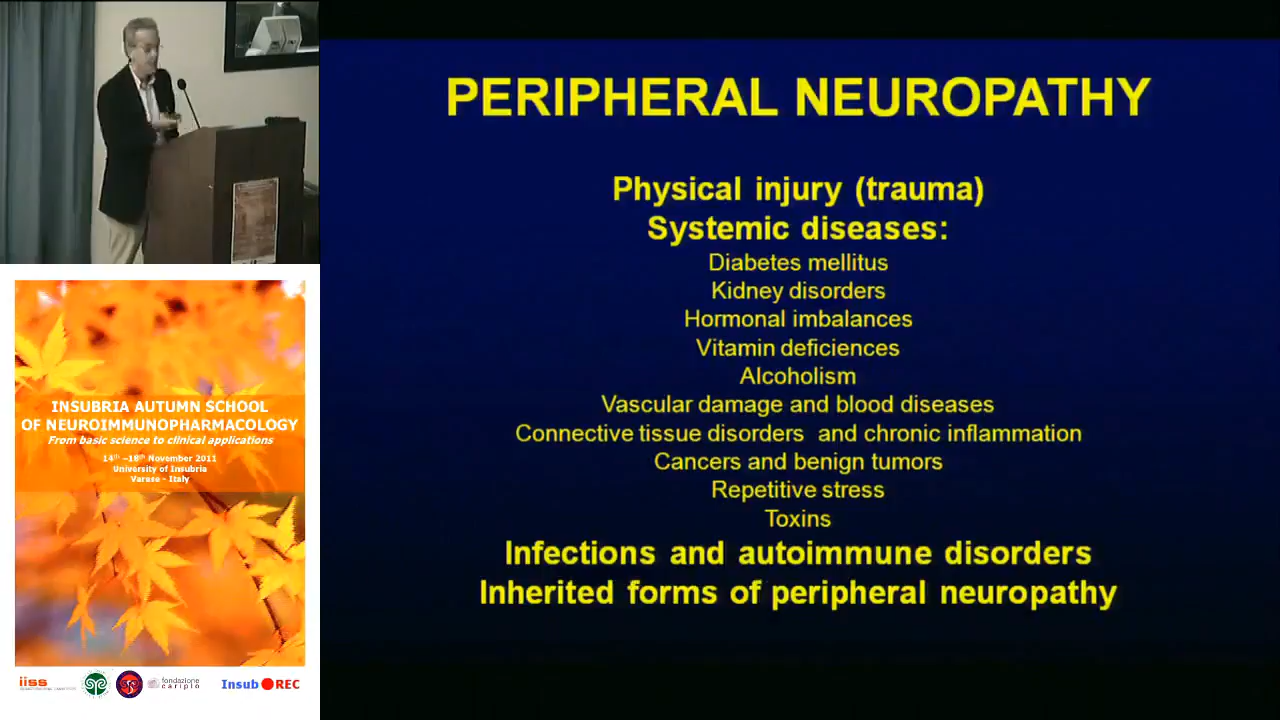 PERIPHERAL NEUROPATHY
Physical injury (trauma)
Systemic diseases:
Diabetes mellitus
Kidney disorders
Hormonal imbalances
Vitamin deficiences
Alcoholism
Vascular damage and blood diseases
Connective tissue disorders and chronic inflammation
Cancers and benign tumors
Repetitive stress
Toxins
Infections and autoimmune disorders
Inherited forms of peripheral neuropathy
INSUBRIA AUTUMN SCHOOL
OF NEUROIMMUNOPHARMACOLOGY
From basic science to clinical applications
14th –18th November 2011
University of Insubria
Varese - Italy
iiss
fondazione
cariplo
Insub REC